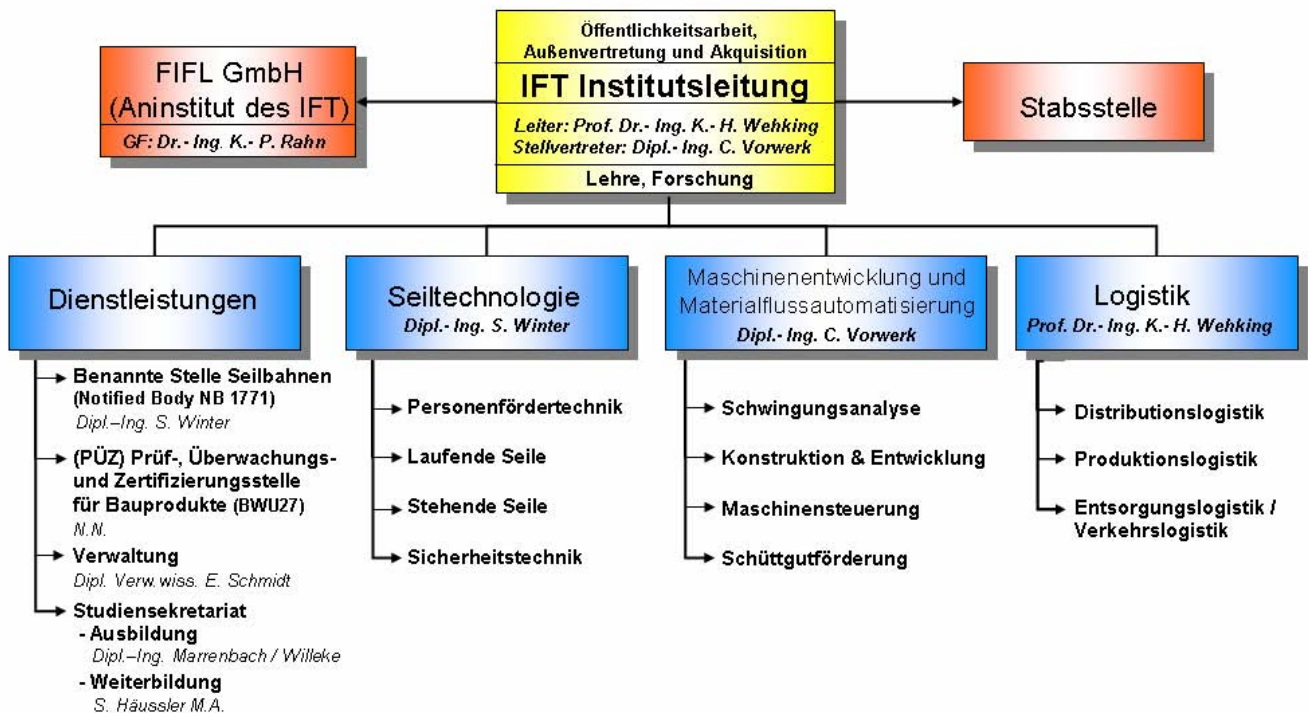 Öffentlichkeitsarbeit,
Außenvertretung und Akquisition
IFT Institutsleitung
Leiter: Prof. Dr.- Ing. K.- H. Wehking
Stellvertreter: Dipl.- Ing. C. Vorwerk
Lehre, Forschung
FIFL GmbH
(Aninstitut des IFT)
GF: Dr.- Ing. K.- P. Rahn
Stabsstelle
Dienstleistungen
Benannte Stelle Seilbahnen
(Notified Body NB 1771)
Dipl.–Ing. S. Winter
(PÜZ) Prüf-, Überwachungs-
und Zertifizierungsstelle
für Bauprodukte (BWU27)
N.N.
Verwaltung
Dipl. Verw.wiss. E. Schmidt
Studiensekretariat
- Ausbildung
Dipl.–Ing. Marrenbach / Willeke
- Weiterbildung
S. Häussler M.A.
Seiltechnologie
Dipl.- Ing. S. Winter
Personenfördertechnik
Laufende Seile
Stehende Seile
Sicherheitstechnik
Maschinenentwicklung und
Materialflussautomatisierung
Dipl.- Ing. C. Vorwerk
Schwingungsanalyse
Konstruktion & Entwicklung
Maschinensteuerung
Schüttgutförderung
Logistik
Prof. Dr.- Ing. K.- H. Wehking
Distributionslogistik
Produktionslogistik
Entsorgungslogistik /
Verkehrslogistik